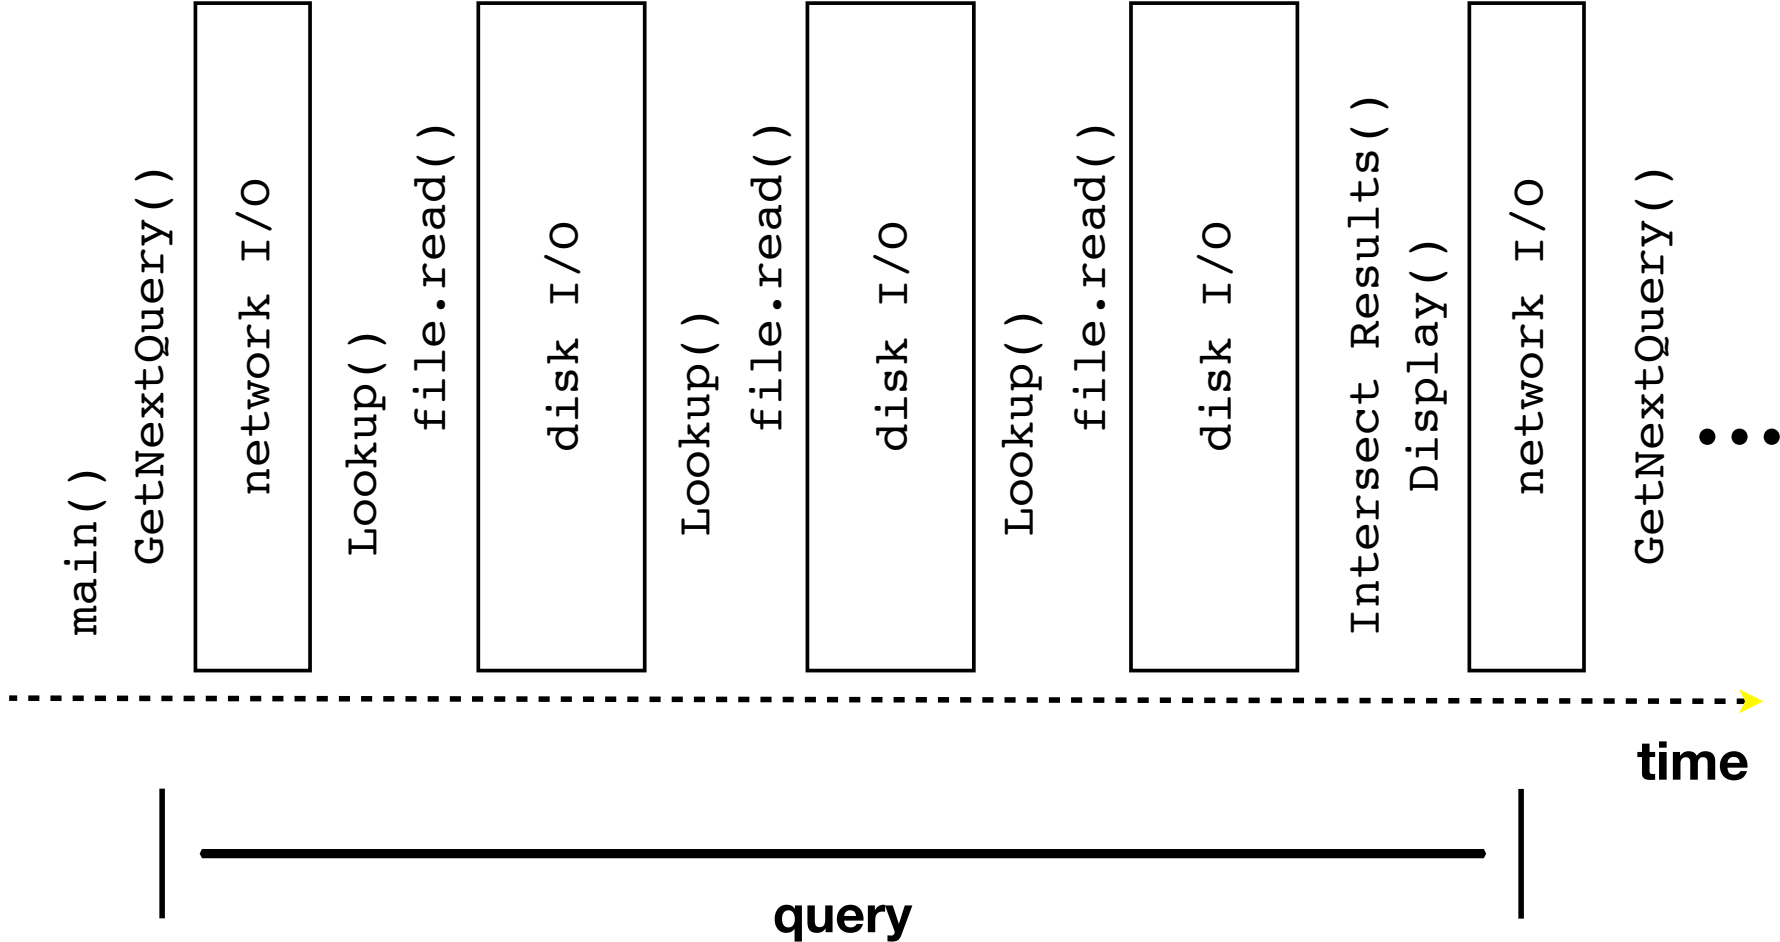 main()
GetNextQuery()
network I/O
Lookup()
file.read()
disk I/O
Lookup()
file.read()
disk I/O
Lookup()
file.read()
disk I/O
Intersect Results()
Display()
network I/O
GetNextQuery()
•••
time
query